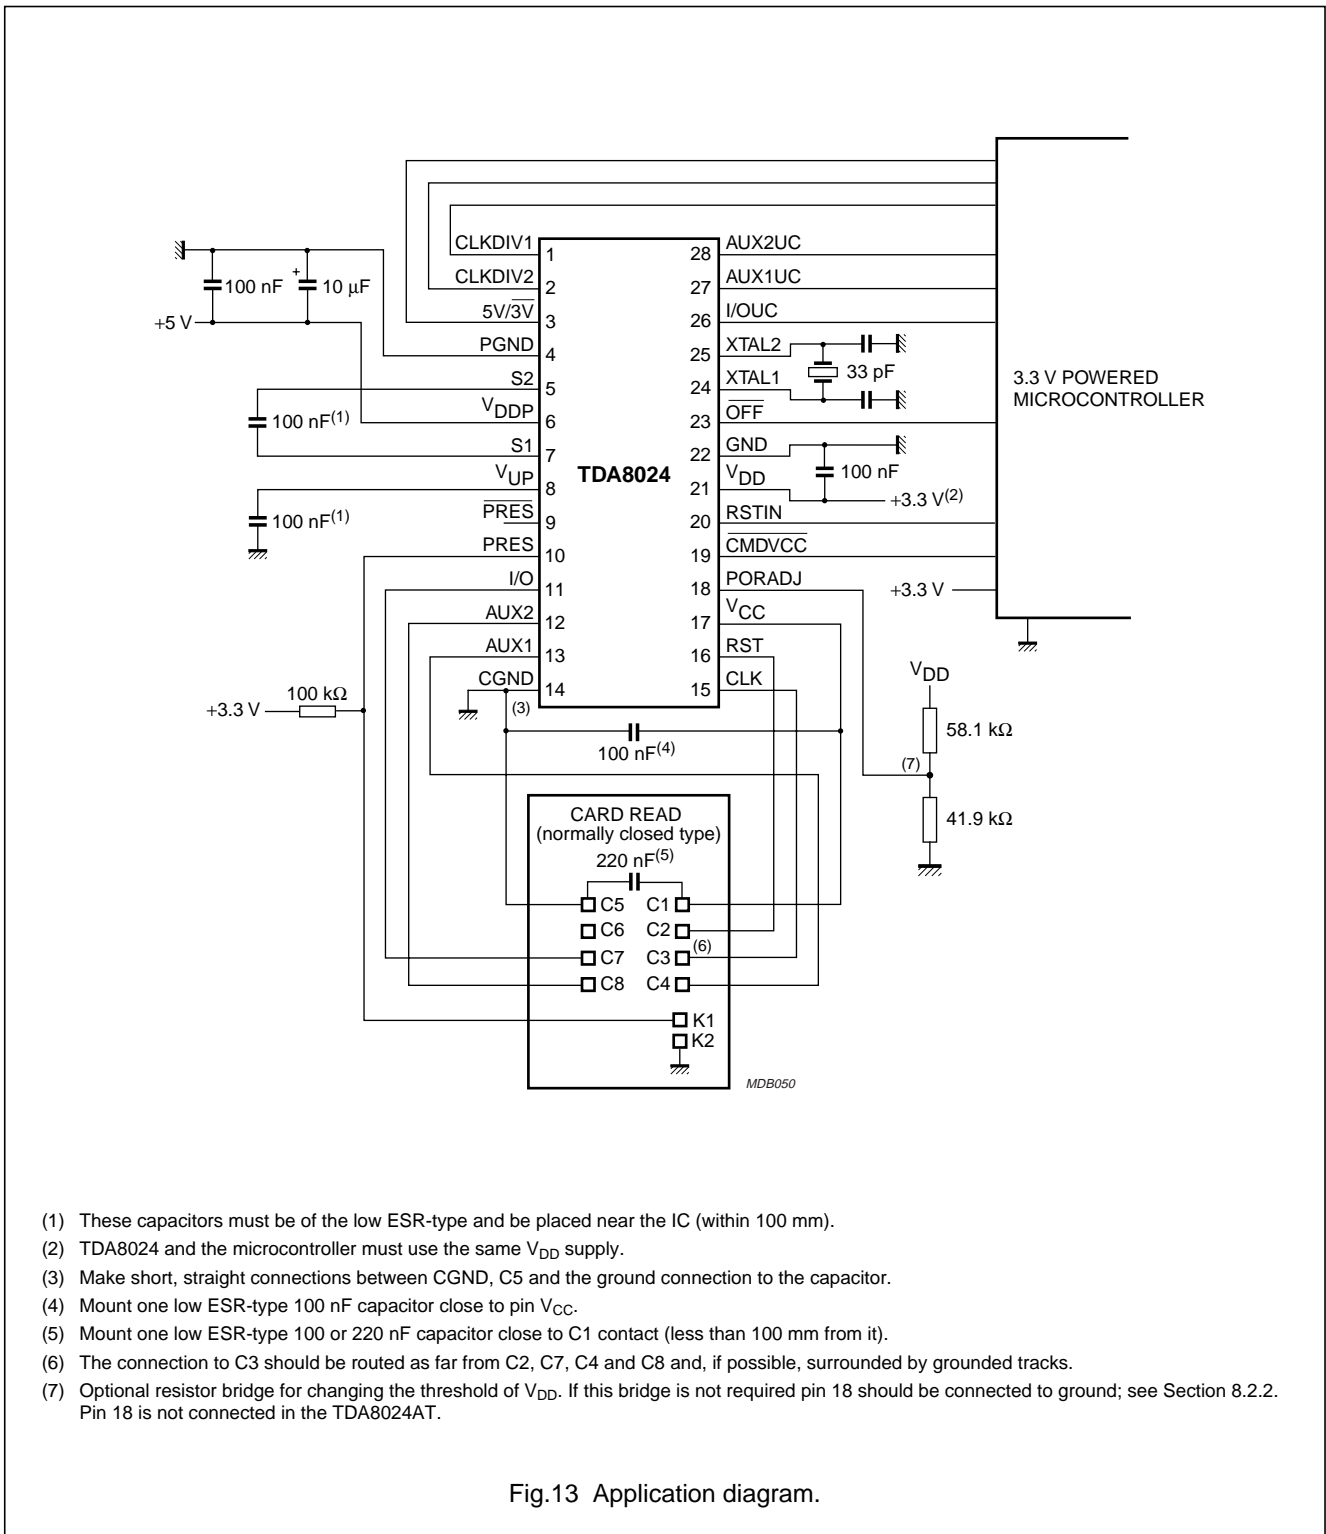 CLKDIV1
1
CLKDIV2
2
5V/3V
3
PGND
4
S2
5
VDDP
6
S1
7
VUP
8
PRES
9
PRES
10
I/O
11
AUX2
12
AUX1
13
CGND
14
(3)
TDA8024
28
AUX2UC
27
AUX1UC
26
I/OUC
25
XTAL2
24
XTAL1
23
OFF
22
GND
21
VDD
20
RSTIN
19
CMDVCC
18
PORADJ
17
VCC
16
RST
15
CLK
100 nF
+
10 μF
+5 V
100 nF(1)
100 nF(1)
+3.3 V
100 kΩ
33 pF
100 nF
+3.3 V(2)
3.3 V POWERED
MICROCONTROLLER
+3.3 V
VDD
58.1 kΩ
(7)
41.9 kΩ
100 nF(4)
CARD READ
(normally closed type)
220 nF(5)
C5 C1
C6 C2
(6)
C7 C3
C8 C4
K1
K2
MDB050
(1) These capacitors must be of the low ESR-type and be placed near the IC (within 100 mm).
(2) TDA8024 and the microcontroller must use the same VDD supply.
(3) Make short, straight connections between CGND, C5 and the ground connection to the capacitor.
(4) Mount one low ESR-type 100 nF capacitor close to pin VCC.
(5) Mount one low ESR-type 100 or 220 nF capacitor close to C1 contact (less than 100 mm from it).
(6) The connection to C3 should be routed as far from C2, C7, C4 and C8 and, if possible, surrounded by grounded tracks.
(7) Optional resistor bridge for changing the threshold of VDD. If this bridge is not required pin 18 should be connected to ground; see Section 8.2.2.
Pin 18 is not connected in the TDA8024AT.
Fig.13 Application diagram.